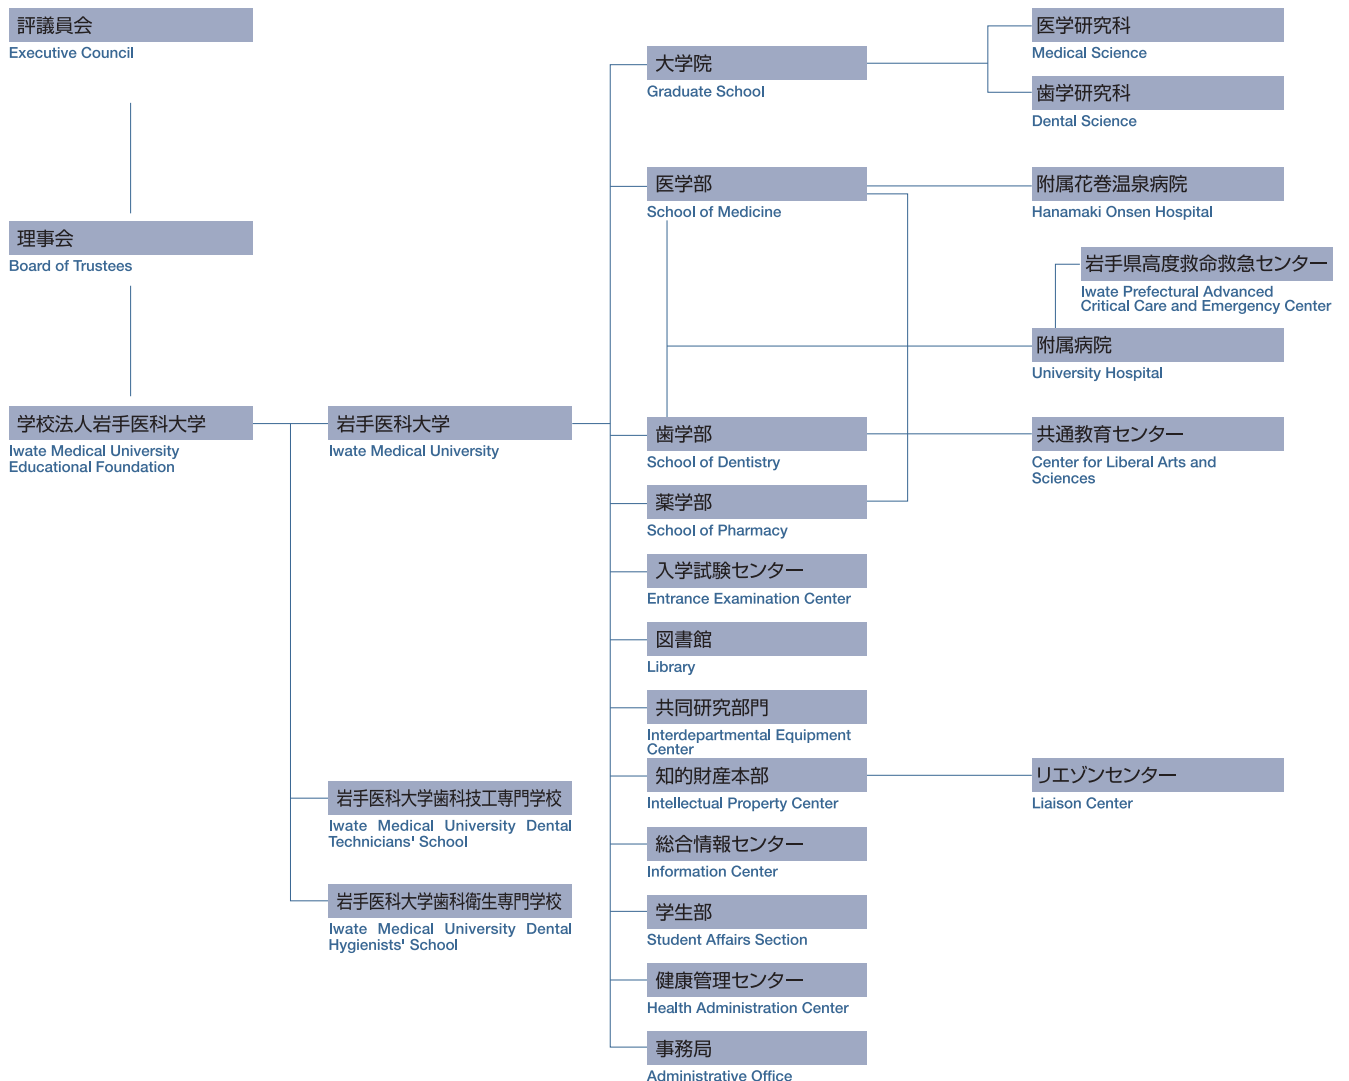 評議員会
Executive Council
理事会
Board of Trustees
学校法人岩手医科大学
Iwate Medical University
Educational Foundation
岩手医科大学
Iwate Medical University
岩手医科大学歯科技工専門学校
Iwate Medical University Dental
Technicians' School
岩手医科大学歯科衛生専門学校
Iwate Medical University Dental
Hygienists' School
大学院
Graduate School
医学部
School of Medicine
歯学部
School of Dentistry
薬学部
School of Pharmacy
入学試験センター
Entrance Examination Center
図書館
Library
共同研究部門
Interdepartmental Equipment
Center
知的財産本部
Intellectual Property Center
総合情報センター
Information Center
学生部
Student Affairs Section
健康管理センター
Health Administration Center
事務局
Administrative Office
医学研究科
Medical Science
歯学研究科
Dental Science
附属花巻温泉病院
Hanamaki Onsen Hospital
岩手県高度救命救急センター
Iwate Prefectural Advanced
Critical Care and Emergency Center
附属病院
University Hospital
共通教育センター
Center for Liberal Arts and
Sciences
リエゾンセンター
Liaison Center